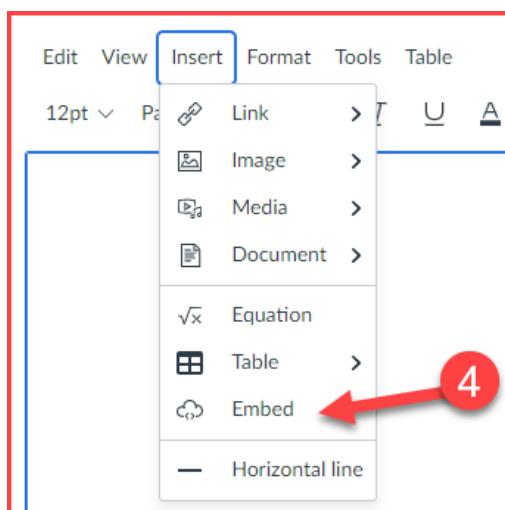 Edit View Insert Format Tools Table
12pt
Link
Image
Media
Document
Equation
Table
Embed
4
Horizontal line